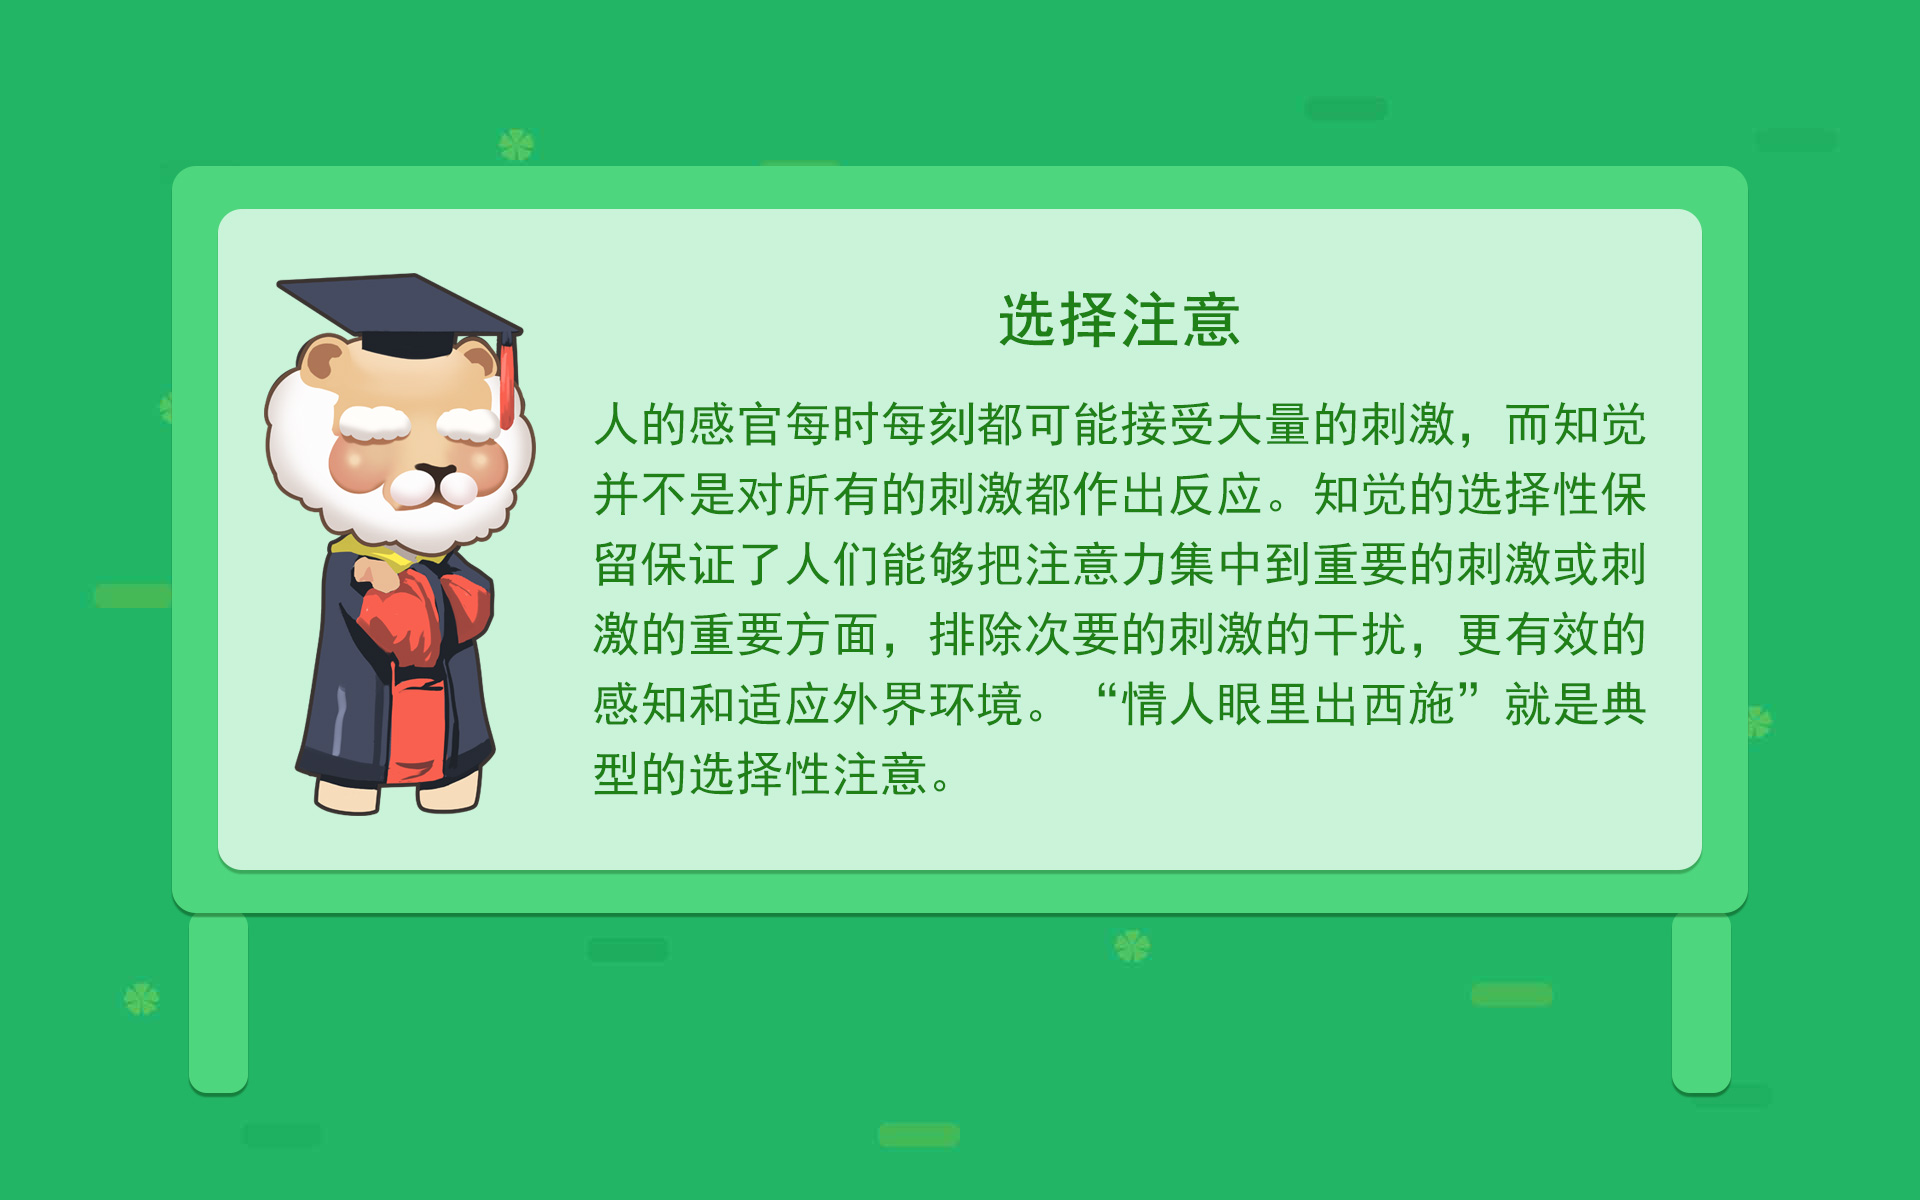 选择注意
人的感官每时每刻都可能接受大量的刺激，而知觉
并不是对所有的刺激都作出反应。知觉的选择性保
留保证了人们能够把注意力集中到重要的刺激或刺
激的重要方面，排除次要的刺激的干扰，更有效的
感知和适应外界环境。“情人眼里出西施”就是典
型的选择性注意。